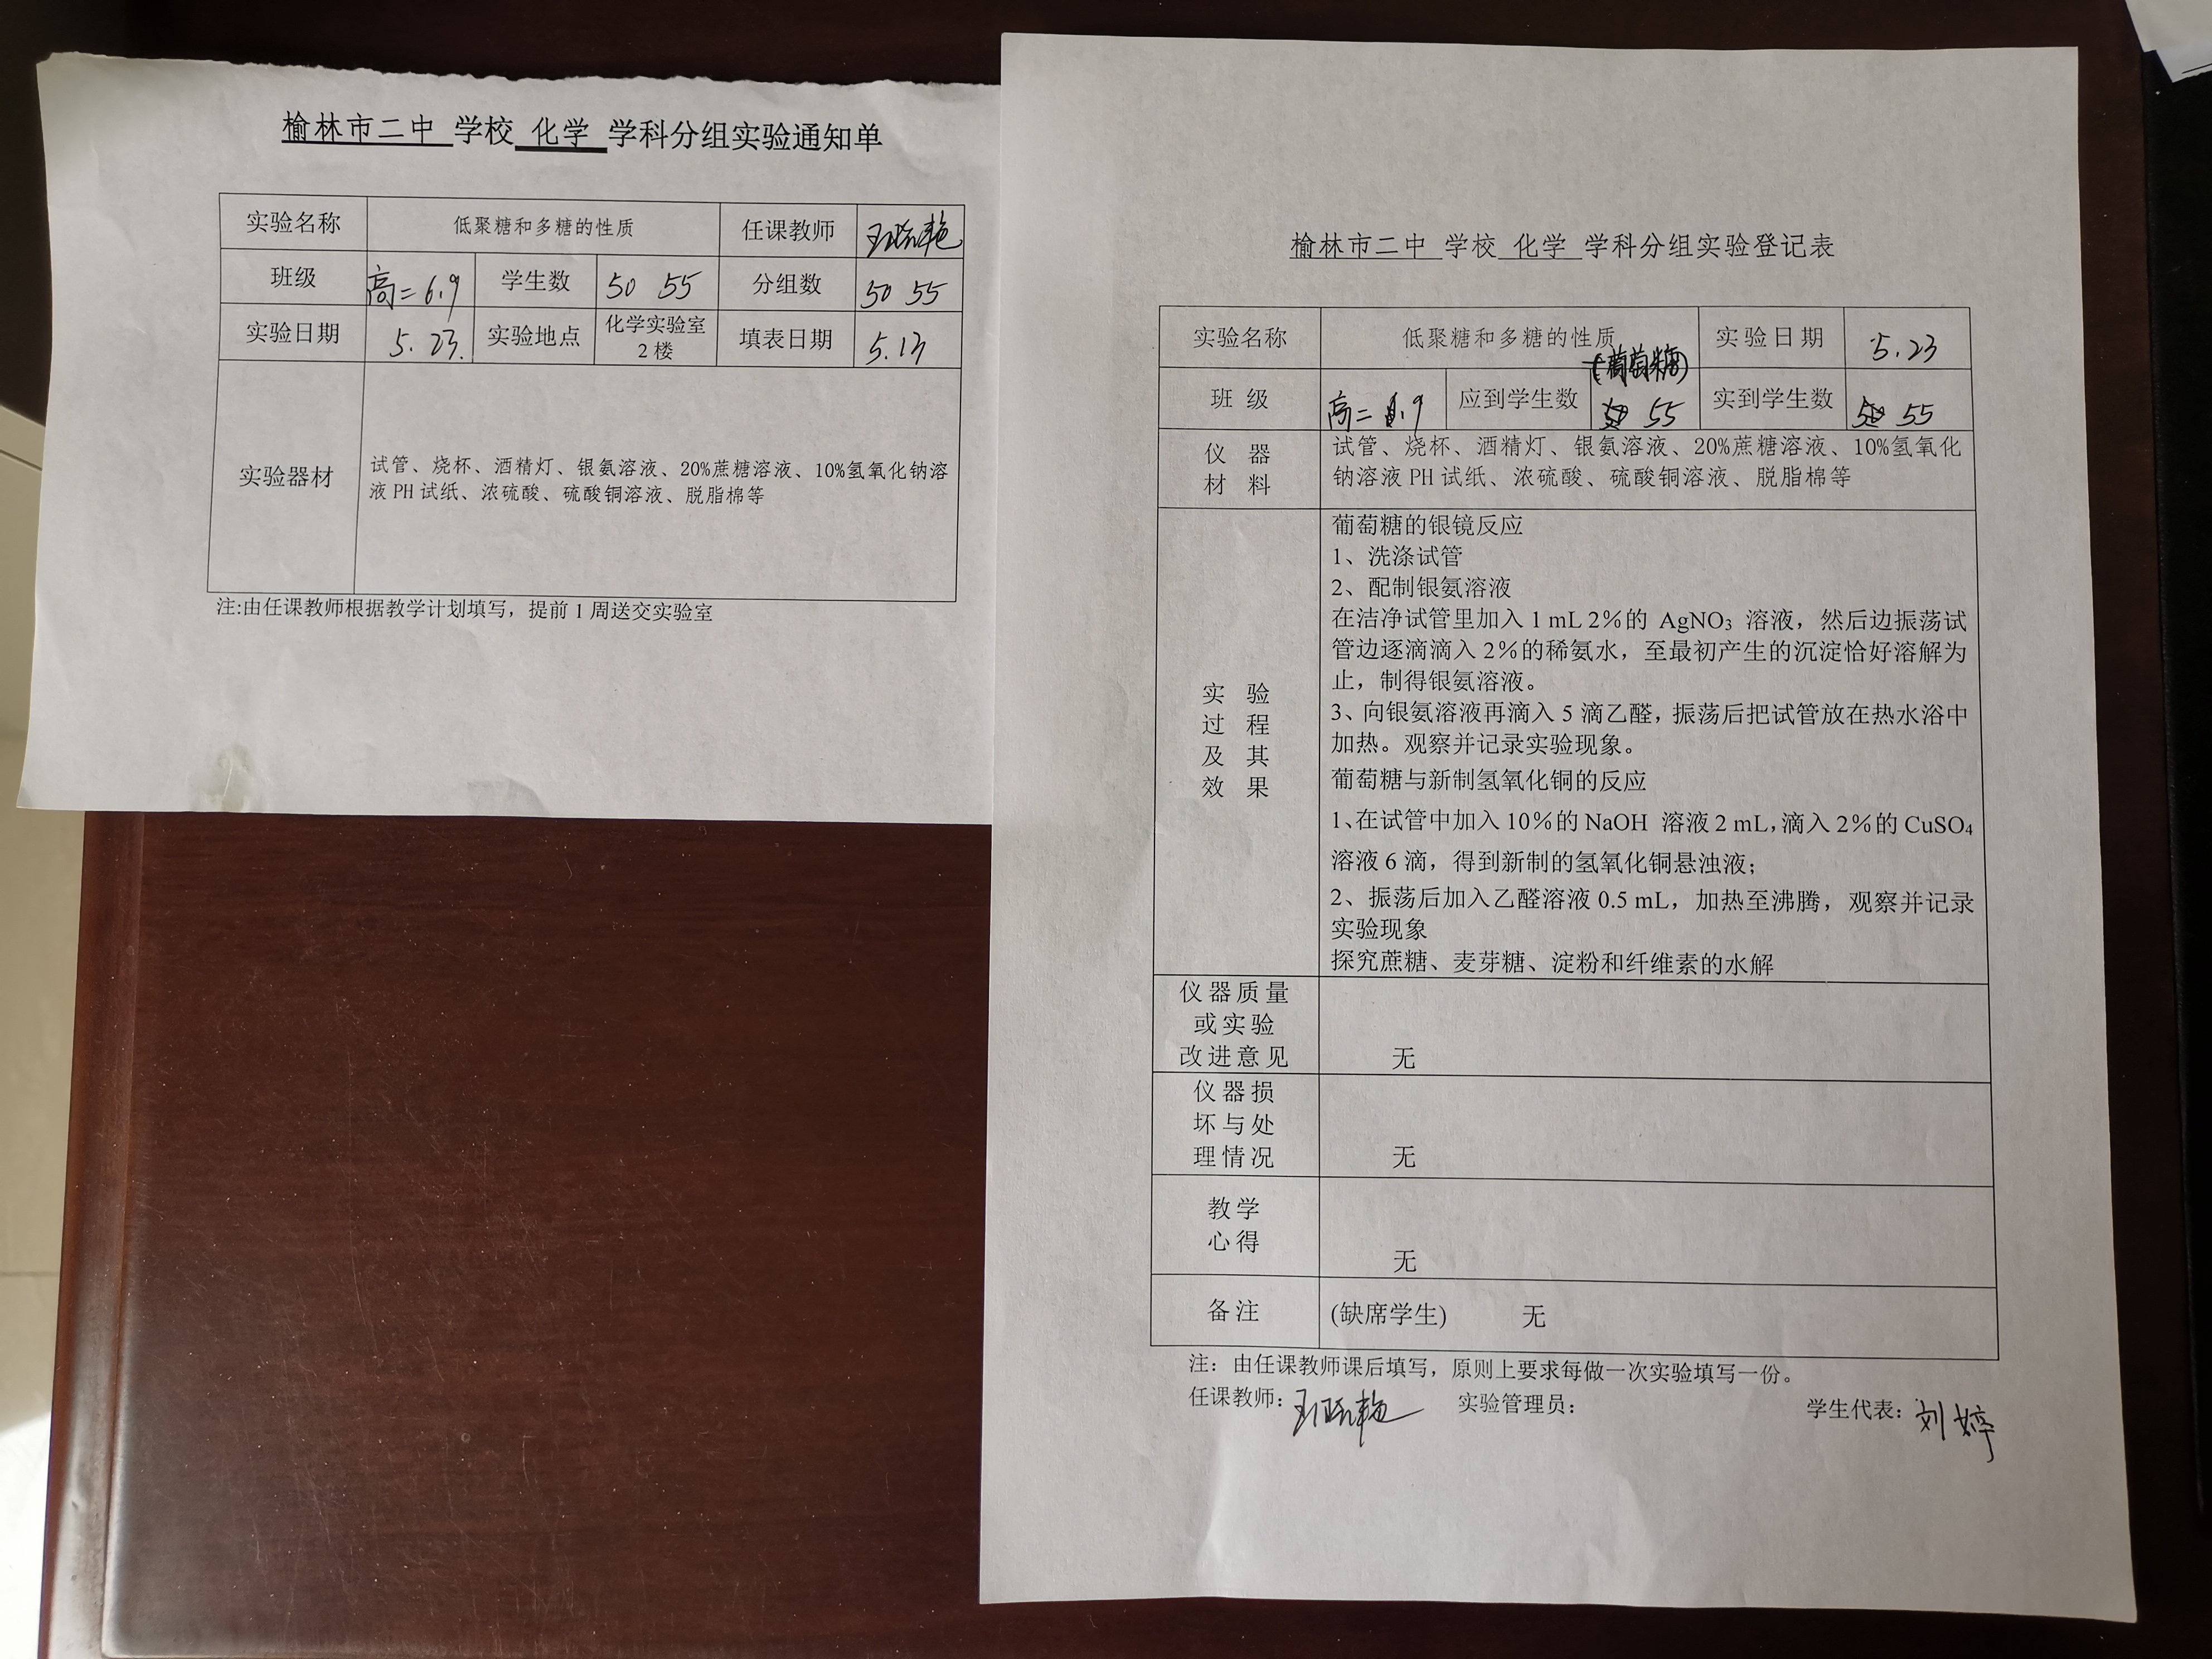 榆林市二中 学校 化学 学科分组实验通知单
实验名称 低聚糖和多糖的性质 任课教师
班级 高二 6.9 学生数 50 55 分组数 50 55
实验日期 5.23. 实验地点 化学实验室 2 楼 填表日期 5.13
实验器材
试管、烧杯、酒精灯、银氨溶液、20%蔗糖溶液、10%氢氧化钠溶
液 PH 试纸、浓硫酸、硫酸铜溶液、脱脂棉等
注:由任课教师根据教学计划填写，提前 1 周送交实验室
榆林市二中 学校 化学 学科分组实验登记表
实验名称 低聚糖和多糖的性质 实验日期 5.23
(葡萄糖)
班 级 高二 .9 应到学生数 55 实到学生数 55
仪 器
材 料
试管、烧杯、酒精灯、银氨溶液、20%蔗糖溶液、10%氢氧化
钠溶液 PH 试纸、浓硫酸、硫酸铜溶液、脱脂棉等
实 验
过 程
及 其
效 果
葡萄糖的银镜反应
1、洗涤试管
2、配制银氨溶液
在洁净试管里加入 1 mL 2%的 AgNO₃ 溶液，然后边振荡试
管边逐滴滴入 2%的稀氨水，至最初产生的沉淀恰好溶解为
止，制得银氨溶液。
3、向银氨溶液再滴入 5 滴乙醛，振荡后把试管放在热水浴中
加热。观察并记录实验现象。
葡萄糖与新制氢氧化铜的反应
1、在试管中加入 10%的 NaOH 溶液 2 mL，滴入 2%的 CuSO₄
溶液 6 滴，得到新制的氢氧化铜悬浊液；
2、振荡后加入乙醛溶液 0.5 mL，加热至沸腾，观察并记录
实验现象
探究蔗糖、麦芽糖、淀粉和纤维素的水解
仪器质量
或实验
改进意见 无
仪器损
坏与处
理情况 无
教学
心得
无
备注 (缺席学生) 无
注：由任课教师课后填写，原则上要求每做一次实验填写一份。
任课教师： 实验管理员： 学生代表：刘婷